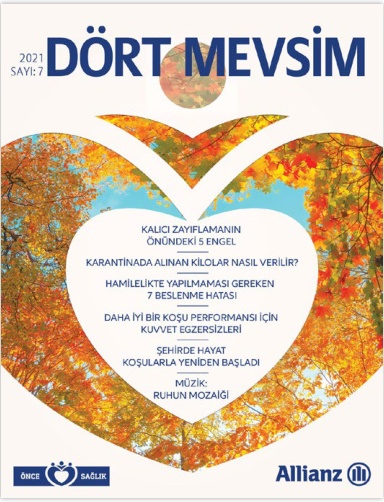 2021
SAYI: 7
DÖRT MEVSİM
KALICI ZAYIFLAMANIN
ÖNÜNDEKİ 5 ENGEL
KARANTİNADA ALINAN KİLOLAR NASIL VERİLİR?
HAMİLELİKTE YAPILMAMASI GEREKEN
7 BESLENME HATASI
DAHA İYİ BİR KOŞU PERFORMANSI İÇİN
KUVVET EGZERSİZLERİ
ŞEHİRDE HAYAT
KOŞULARLA YENİDEN BAŞLADI
MÜZİK:
RUHUN MOZAİĞİ
ÖNCE SAĞLIK
Allianz